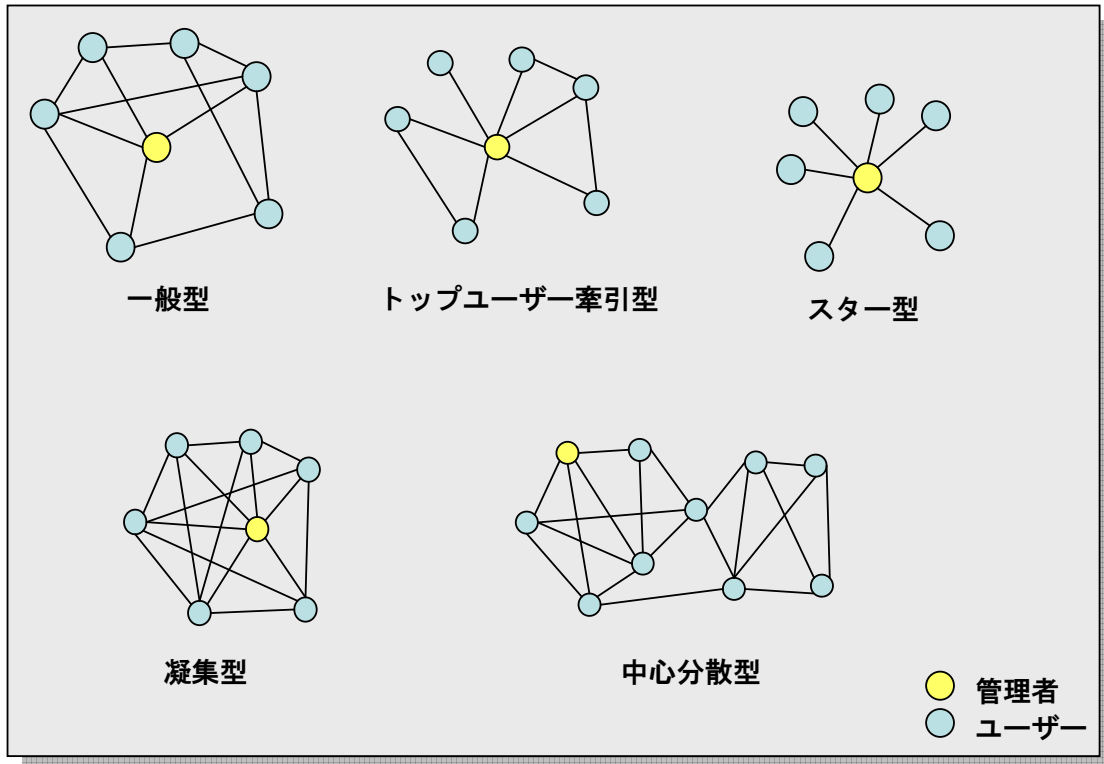 一般型
トップユーザー牽引型
スター型
凝集型
中心分散型
管理者
ユーザー